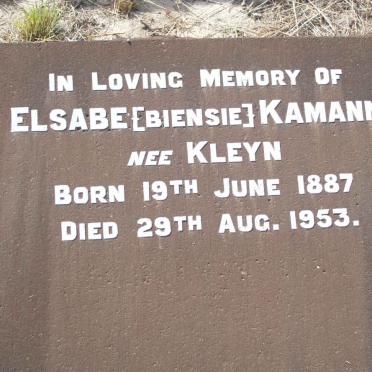 In Loving Memory Of
Elsabe {Biensie} Kamann
nee Kleyn
Born 19th June 1887
Died 29th Aug. 1953.